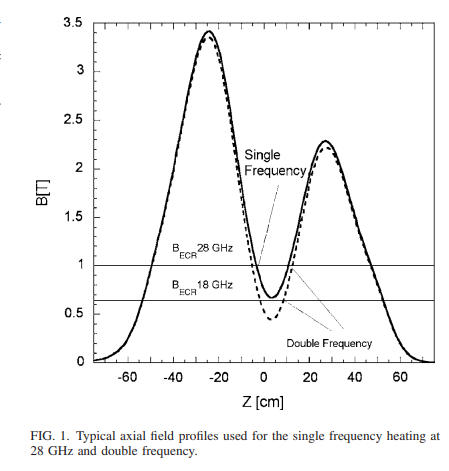 3.5
3
2.5
2
1.5
1
0.5
0
B[T]
Single
Frequency
B_ECR 28 GHz
B_ECR 18 GHz
Double Frequency
-60 -40 -20 0 20 40 60
Z [cm]
FIG. 1. Typical axial field profiles used for the single frequency heating at
28 GHz and double frequency.